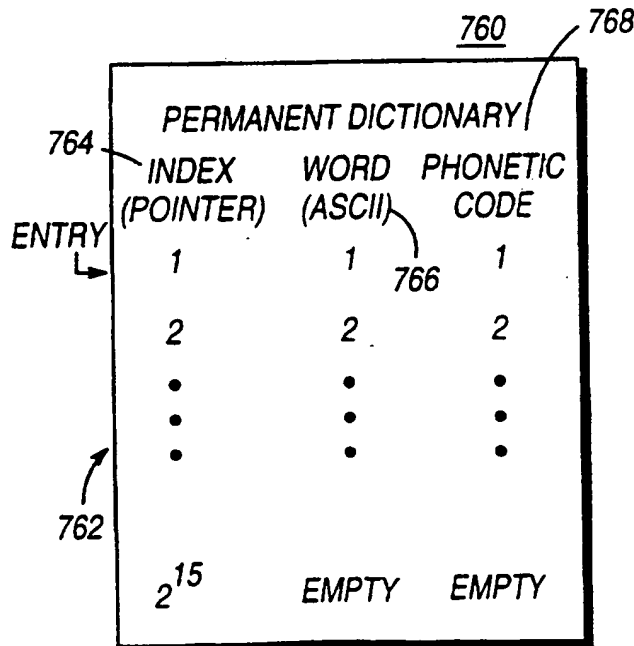 760 768
PERMANENT DICTIONARY
764
INDEX WORD PHONETIC
(POINTER) (ASCII) CODE
ENTRY
1 1 1
766
2 2 2
762
2^15 EMPTY EMPTY